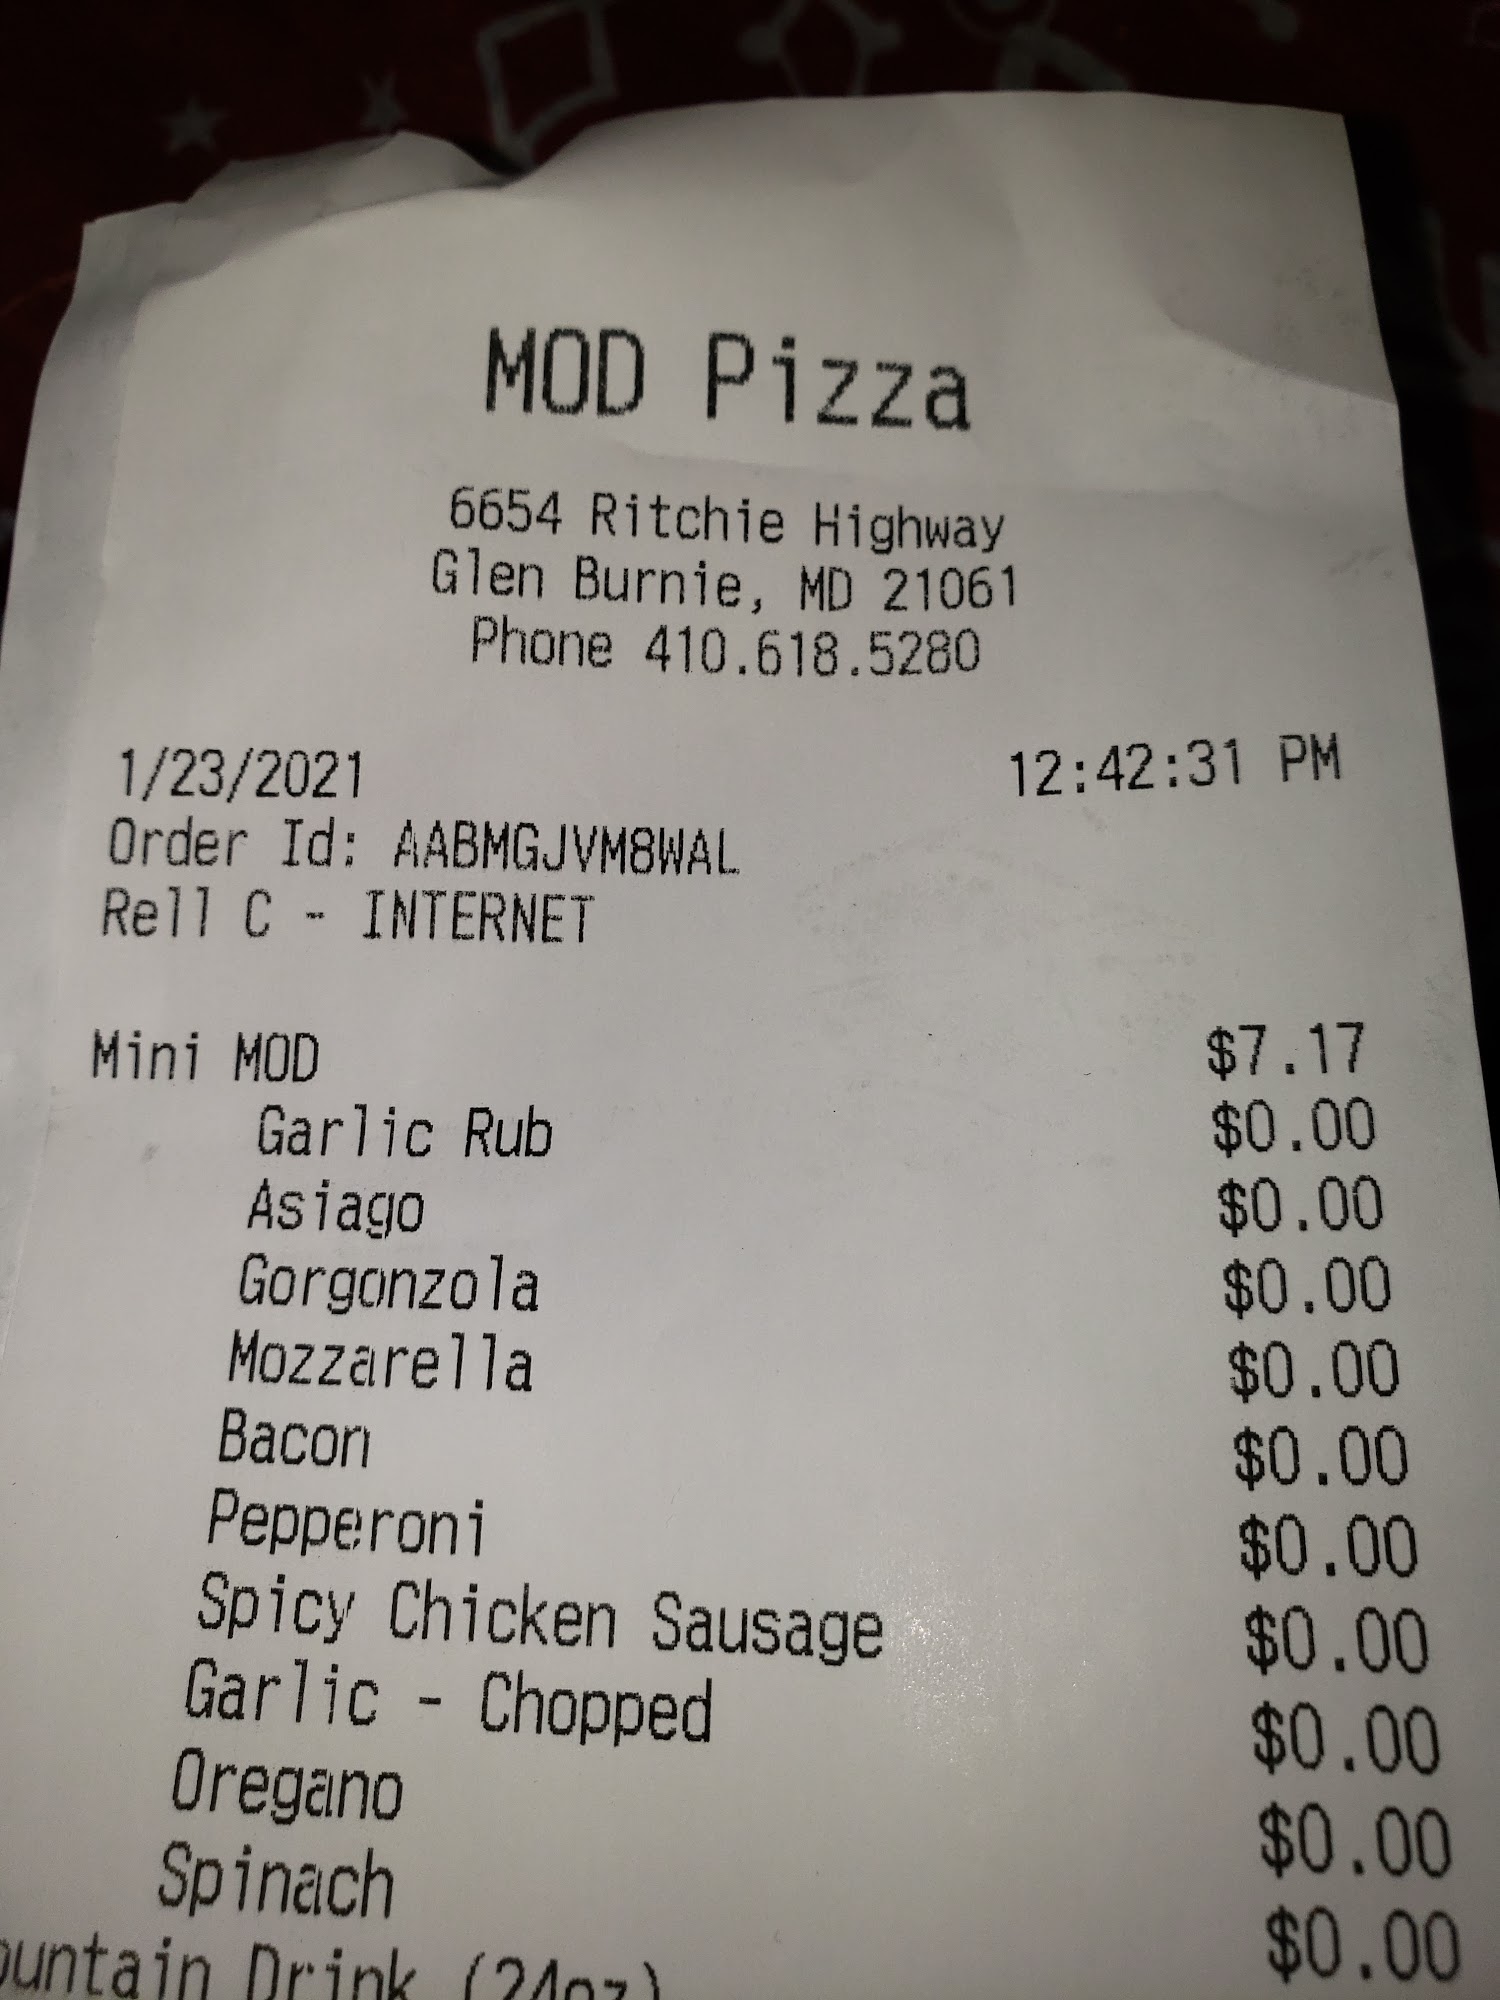 MOD Pizza
6654 Ritchie Highway
Glen Burnie, MD 21061
Phone 410.618.5280
1/23/2021 12:42:31 PM
Order Id: AABMGJVM8WAL
Rell C - INTERNET
Mini MOD $7.17
Garlic Rub $0.00
Asiago $0.00
Gorgonzola $0.00
Mozzarella $0.00
Bacon $0.00
Pepperoni $0.00
Spicy Chicken Sausage $0.00
Garlic - Chopped $0.00
Oregano $0.00
Spinach $0.00
ountain Drink (24oz)